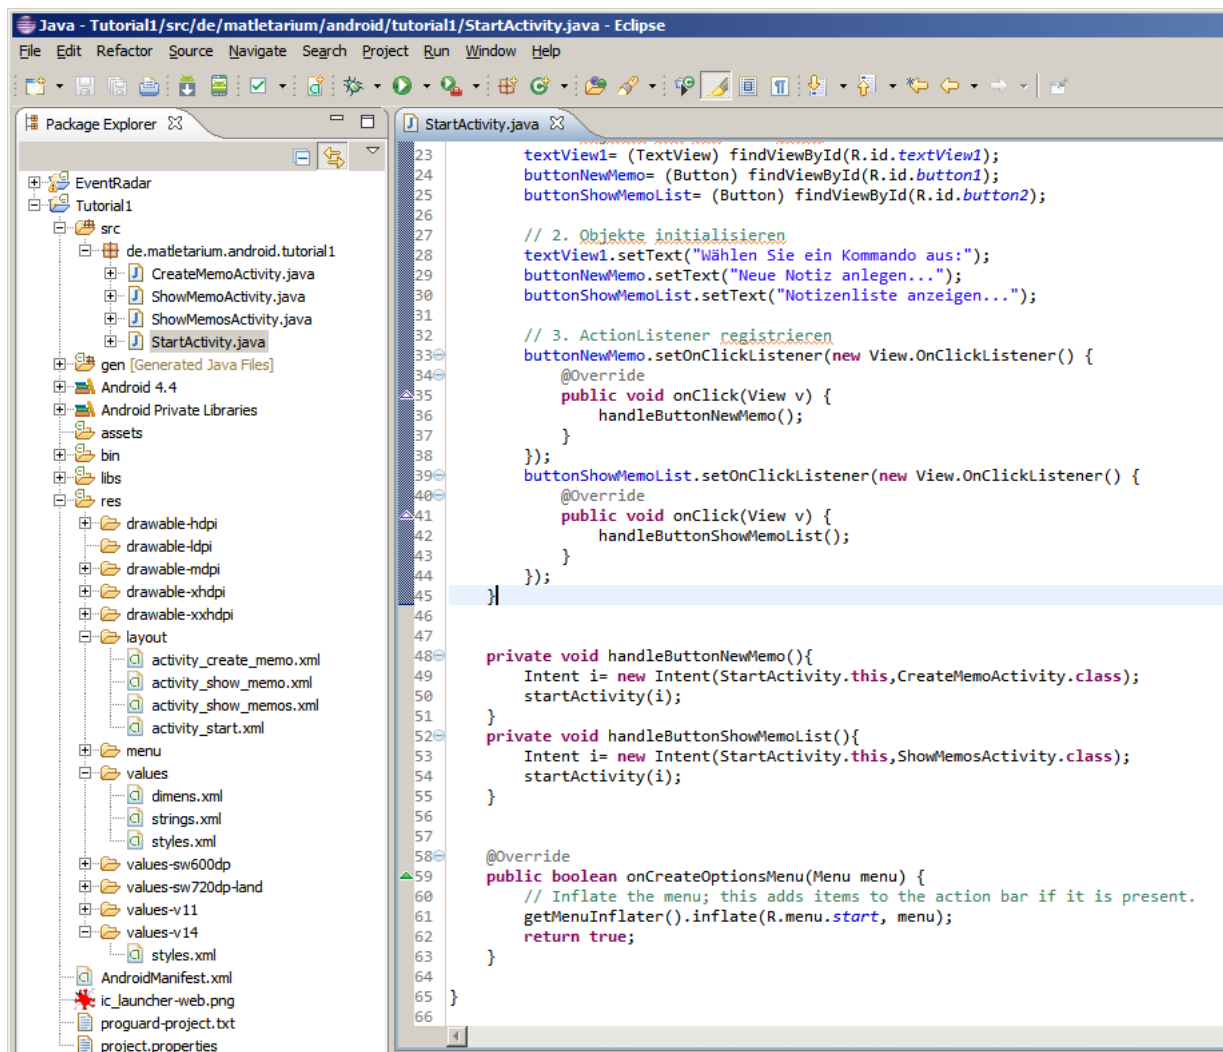 Java - Tutorial1/src/de/matletarium/android/tutorial1/StartActivity.java - Eclipse
File Edit Refactor Source Navigate Search Project Run Window Help
Package Explorer
EventRadar
Tutorial1
src
de.matletarium.android.tutorial1
CreateMemoActivity.java
ShowMemoActivity.java
ShowMemosActivity.java
StartActivity.java
gen [Generated Java Files]
Android 4.4
Android Private Libraries
assets
bin
libs
res
drawable-hdpi
drawable-ldpi
drawable-mdpi
drawable-xhdpi
drawable-xxhdpi
layout
activity_create_memo.xml
activity_show_memo.xml
activity_show_memos.xml
activity_start.xml
menu
values
dimens.xml
strings.xml
styles.xml
values-sw600dp
values-sw720dp-land
values-v11
values-v14
styles.xml
AndroidManifest.xml
ic_launcher-web.png
proguard-project.txt
project.properties
StartActivity.java
23 textView1= (TextView) findViewById(R.id.textView1);
24 buttonNewMemo= (Button) findViewById(R.id.button1);
25 buttonShowMemoList= (Button) findViewById(R.id.button2);
26
27 // 2. Objekte initialisieren
28 textView1.setText("Wählen Sie ein Kommando aus:");
29 buttonNewMemo.setText("Neue Notiz anlegen...");
30 buttonShowMemoList.setText("Notizenliste anzeigen...");
31
32 // 3. ActionListener registrieren
33 buttonNewMemo.setOnClickListener(new View.OnClickListener() {
34 @Override
35 public void onClick(View v) {
36 handleButtonNewMemo();
37 }
38 });
39 buttonShowMemoList.setOnClickListener(new View.OnClickListener() {
40 @Override
41 public void onClick(View v) {
42 handleButtonShowMemoList();
43 }
44 });
45 }
46
47
48 private void handleButtonNewMemo(){
49 Intent i= new Intent(StartActivity.this,CreateMemoActivity.class);
50 startActivity(i);
51 }
52 private void handleButtonShowMemoList(){
53 Intent i= new Intent(StartActivity.this,ShowMemosActivity.class);
54 startActivity(i);
55 }
56
57
58 @Override
59 public boolean onCreateOptionsMenu(Menu menu) {
60 // Inflate the menu; this adds items to the action bar if it is present.
61 getMenuInflater().inflate(R.menu.start, menu);
62 return true;
63 }
64
65 }
66